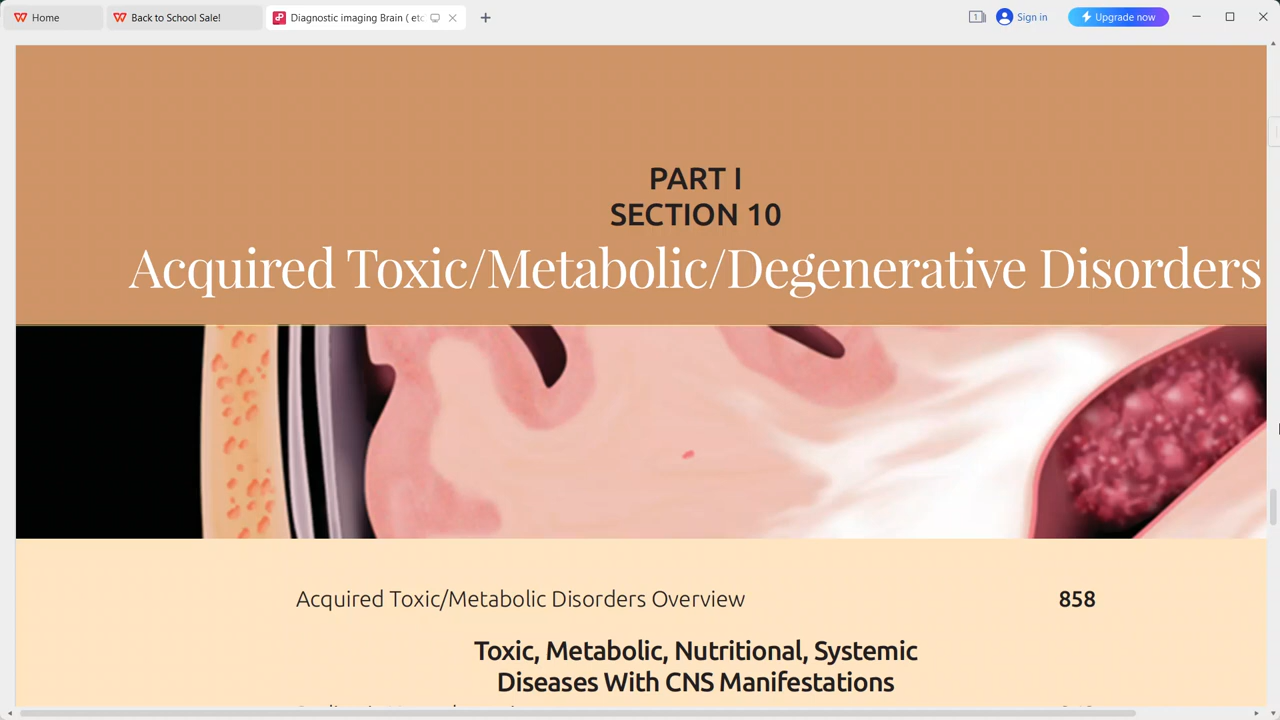 Home
Back to School Sale!
Diagnostic imaging Brain ( etc
1
Sign in
Upgrade now
PART I
SECTION 10
Acquired Toxic/Metabolic/Degenerative Disorders
Acquired Toxic/Metabolic Disorders Overview 858
Toxic, Metabolic, Nutritional, Systemic
Diseases With CNS Manifestations